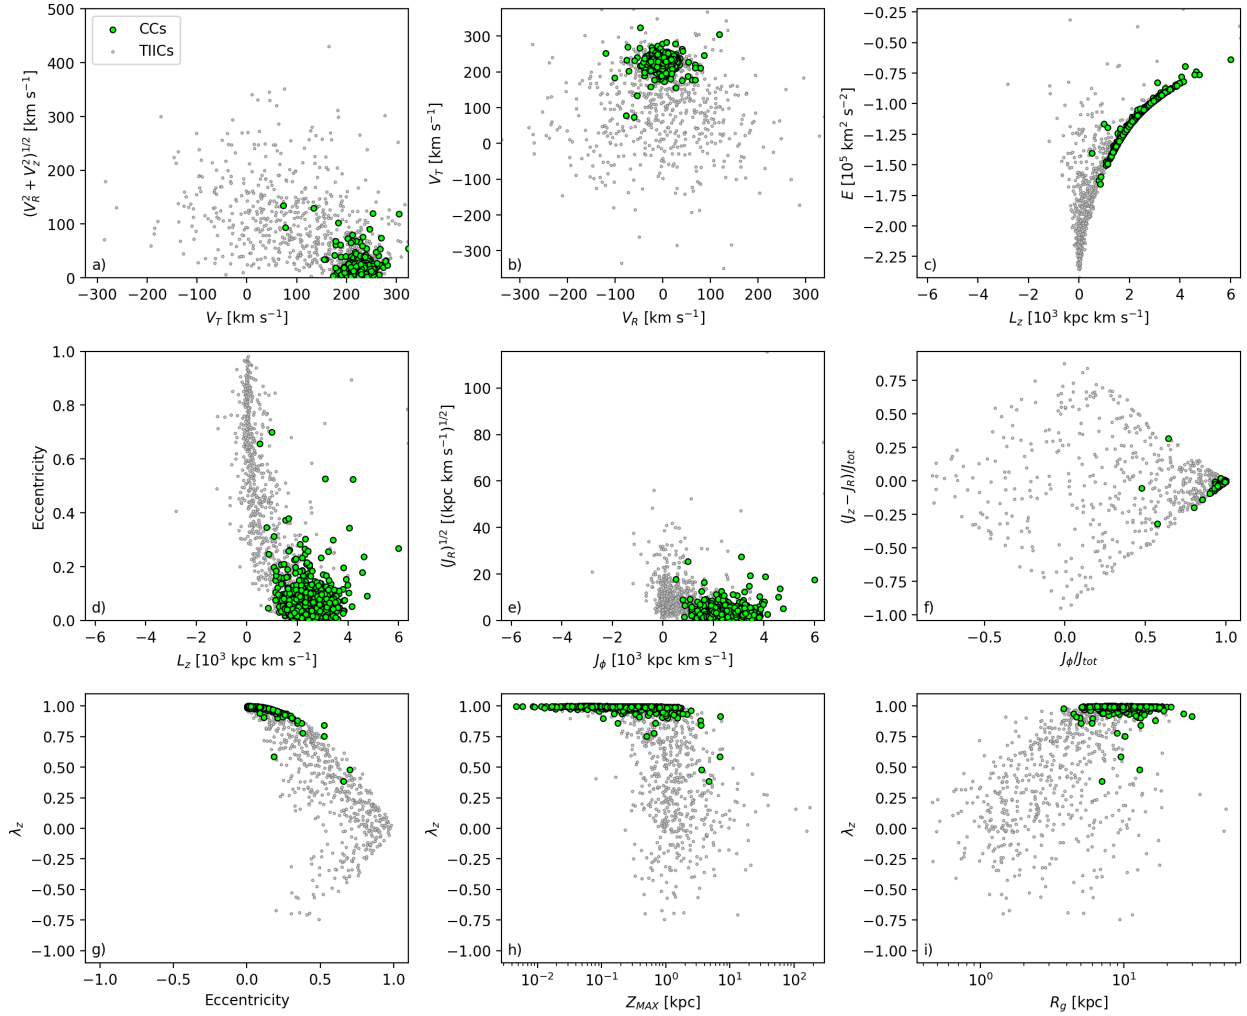 500
400
300
200
100
0
−300 −200 −100 0 100 200 300
(V_R^2 + V_Z^2)^{1/2} [km s^{−1}]
V_T [km s^{−1}]
CCs
TIICs
a)
300
200
100
0
−100
−200
−300
−300 −200 −100 0 100 200 300
V_T [km s^{−1}]
V_R [km s^{−1}]
b)
−0.25
−0.50
−0.75
−1.00
−1.25
−1.50
−1.75
−2.00
−2.25
−6 −4 −2 0 2 4 6
E [10^5 km^2 s^{−2}]
L_z [10^3 kpc km s^{−1}]
c)
1.0
0.8
0.6
0.4
0.2
0.0
−6 −4 −2 0 2 4 6
Eccentricity
L_z [10^3 kpc km s^{−1}]
d)
100
80
60
40
20
0
−6 −4 −2 0 2 4 6
(J_R)^{1/2} [(kpc km s^{−1})^{1/2}]
J_ϕ [10^3 kpc km s^{−1}]
e)
0.75
0.50
0.25
0.00
−0.25
−0.50
−0.75
−1.00
−0.5 0.0 0.5 1.0
(J_z − J_R)/J_{tot}
J_ϕ/J_{tot}
f)
1.00
0.75
0.50
0.25
0.00
−0.25
−0.50
−0.75
−1.00
−1.0 −0.5 0.0 0.5 1.0
λ_z
Eccentricity
g)
1.00
0.75
0.50
0.25
0.00
−0.25
−0.50
−0.75
−1.00
10^{−2} 10^{−1} 10^0 10^1 10^2
λ_z
Z_{MAX} [kpc]
h)
1.00
0.75
0.50
0.25
0.00
−0.25
−0.50
−0.75
−1.00
10^0 10^1
λ_z
R_g [kpc]
i)